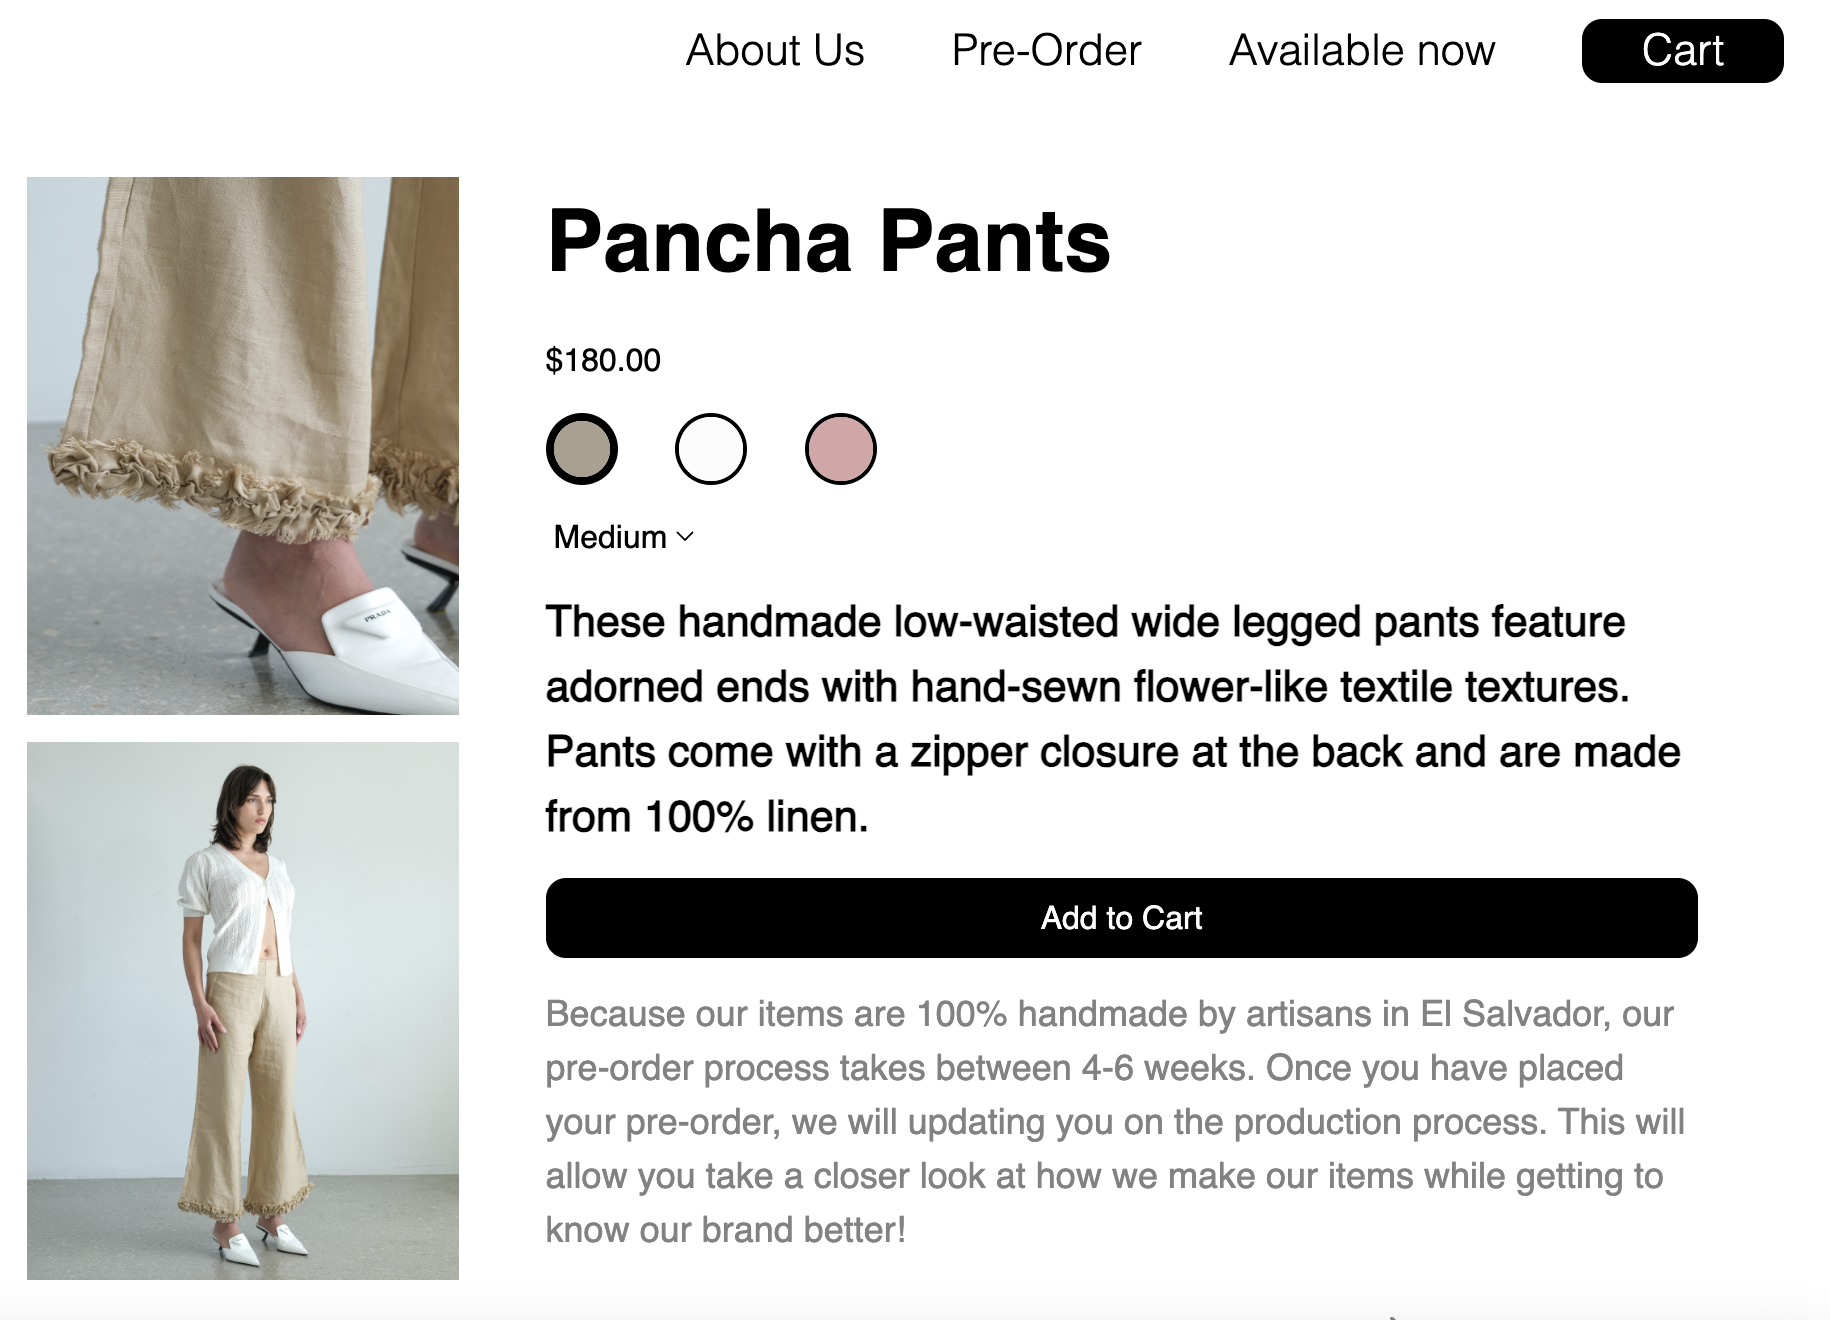 About Us
Pre-Order
Available now
Cart
Pancha Pants
$180.00
Medium
These handmade low-waisted wide legged pants feature
adorned ends with hand-sewn flower-like textile textures.
Pants come with a zipper closure at the back and are made
from 100% linen.
Add to Cart
Because our items are 100% handmade by artisans in El Salvador, our
pre-order process takes between 4-6 weeks. Once you have placed
your pre-order, we will updating you on the production process. This will
allow you take a closer look at how we make our items while getting to
know our brand better!
PRADA